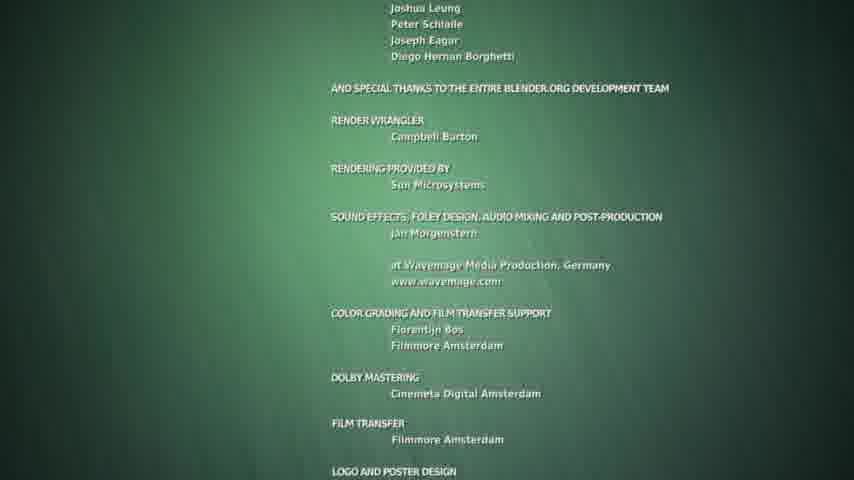 Joshua Leung
Peter Schlaile
Joseph Eagar
Diego Hernan Borghetti
AND SPECIAL THANKS TO THE ENTIRE BLENDER.ORG DEVELOPMENT TEAM
RENDER WRANGLER
Campbell Barton
RENDERING PROVIDED BY
Sun Microsystems
SOUND EFFECTS, FOLEY DESIGN, AUDIO MIXING AND POST-PRODUCTION
Jan Morgenstern
at Wavemage Media Production, Germany
www.wavemage.com
COLOR GRADING AND FILM TRANSFER SUPPORT
Florentijn Bos
Filmmore Amsterdam
DOLBY MASTERING
Cinemeta Digital Amsterdam
FILM TRANSFER
Filmmore Amsterdam
LOGO AND POSTER DESIGN